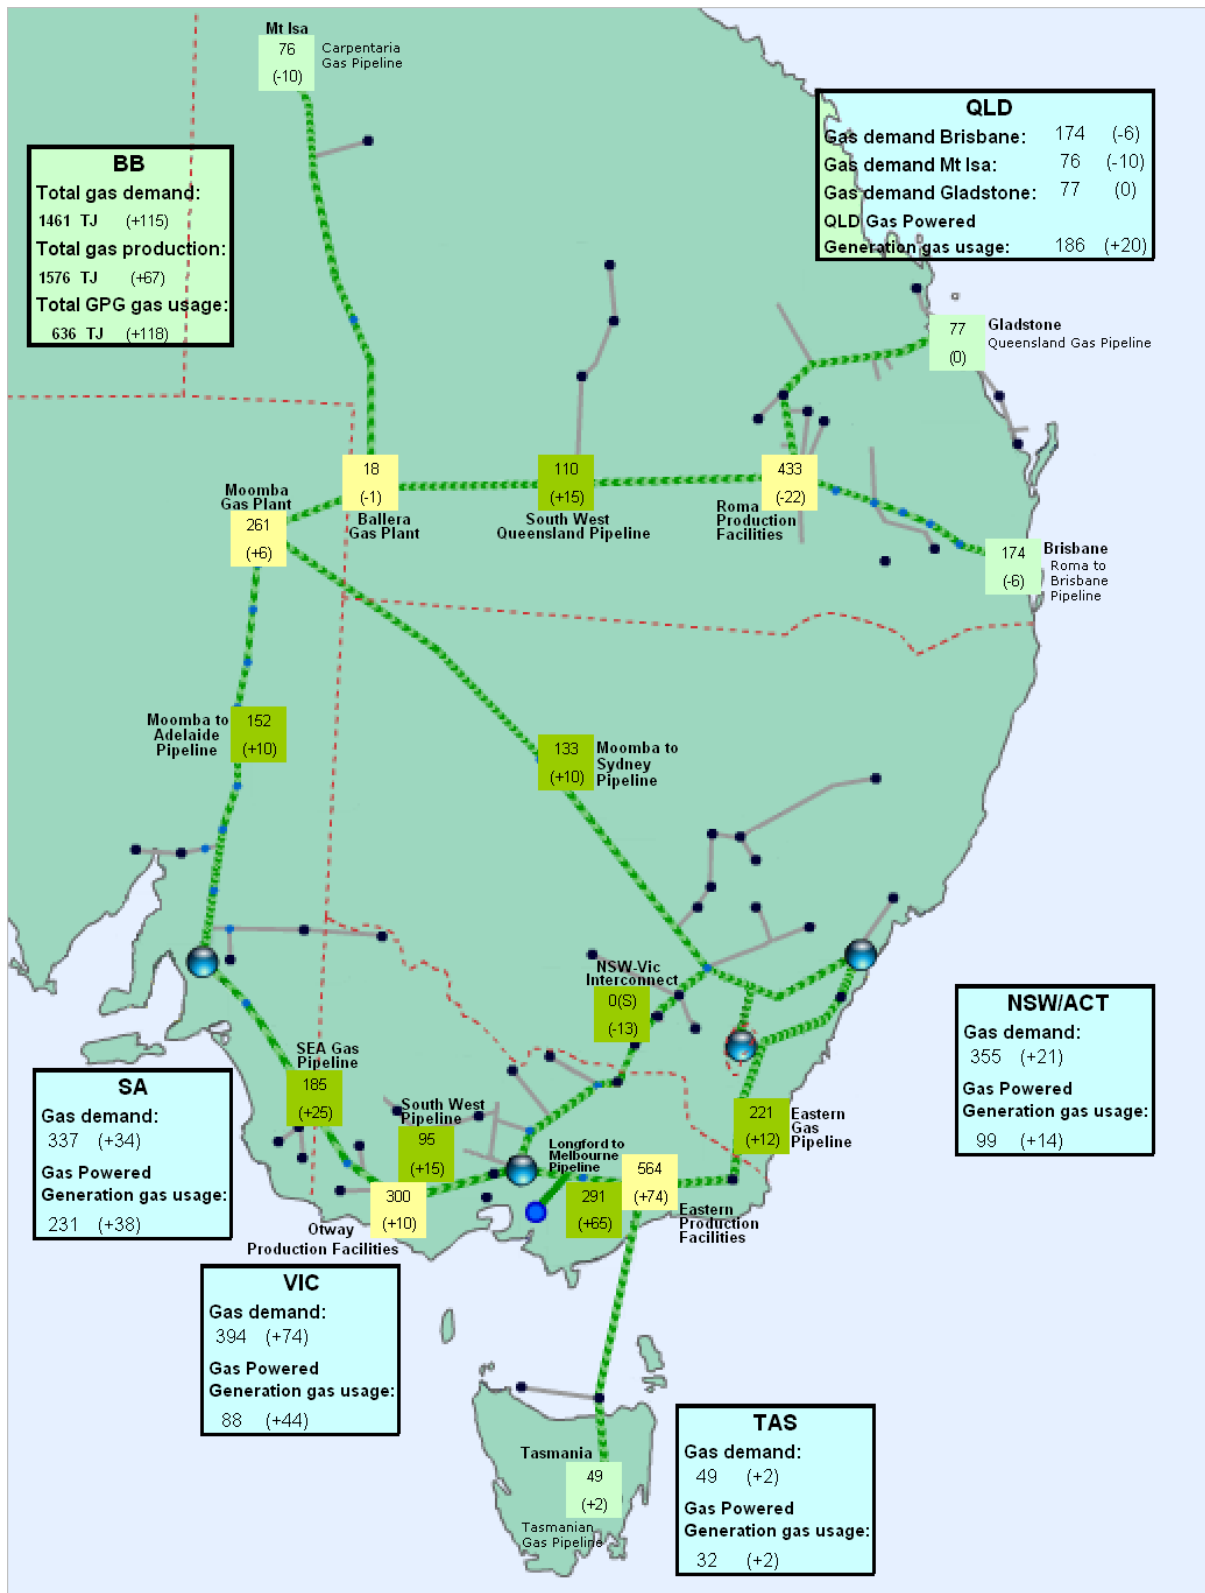 Mt Isa
76
(-10)
Carpentaria
Gas Pipeline
QLD
Gas demand Brisbane: 174 (-6)
Gas demand Mt Isa: 76 (-10)
Gas demand Gladstone: 77 (0)
QLD Gas Powered
Generation gas usage: 186 (+20)
BB
Total gas demand:
1461 TJ (+115)
Total gas production:
1576 TJ (+67)
Total GPG gas usage:
636 TJ (+118)
77
(0)
Gladstone
Queensland Gas Pipeline
18
(-1)
Ballera
Gas Plant
110
(+15)
South West
Queensland Pipeline
433
(-22)
Roma
Production
Facilities
Moomba
Gas Plant
261
(+6)
174
(-6)
Brisbane
Roma to
Brisbane
Pipeline
Moomba to
Adelaide
Pipeline
152
(+10)
133
(+10)
Moomba to
Sydney
Pipeline
NSW-Vic
Interconnect
0(S)
(-13)
NSW/ACT
Gas demand:
355 (+21)
Gas Powered
Generation gas usage:
99 (+14)
SEA Gas
Pipeline
185
(+25)
SA
Gas demand:
337 (+34)
Gas Powered
Generation gas usage:
231 (+38)
South West
Pipeline
95
(+15)
Longford to
Melbourne
Pipeline
291
(+65)
221
(+12)
Eastern
Gas
Pipeline
564
(+74)
Eastern
Production
Facilities
300
(+10)
Otway
Production Facilities
VIC
Gas demand:
394 (+74)
Gas Powered
Generation gas usage:
88 (+44)
Tasmania
49
(+2)
Tasmanian
Gas Pipeline
TAS
Gas demand:
49 (+2)
Gas Powered
Generation gas usage:
32 (+2)